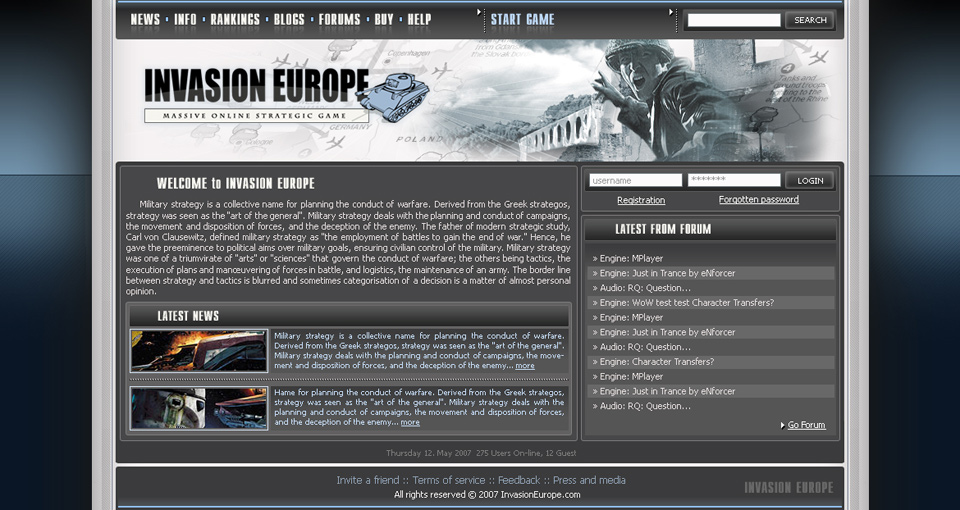 NEWS · INFO · RANKINGS · BLOGS · FORUMS · BUY · HELP
START GAME
SEARCH
Copenhagen
from Gdansk
the Slovak bor
INVASION EUROPE
MASSIVE ONLINE STRATEGIC GAME
GERMANY
POLAND
Cologne
Tanks and
ground troops
to the
of the Rhine
WELCOME to INVASION EUROPE
Military strategy is a collective name for planning the conduct of warfare. Derived from the Greek strategos,
strategy was seen as the "art of the general". Military strategy deals with the planning and conduct of campaigns,
the movement and disposition of forces, and the deception of the enemy. The father of modern strategic study,
Carl von Clausewitz, defined military strategy as "the employment of battles to gain the end of war." Hence, he
gave the preeminence to political aims over military goals, ensuring civilian control of the military. Military strategy
was one of a triumvirate of "arts" or "sciences" that govern the conduct of warfare; the others being tactics, the
execution of plans and manœuvering of forces in battle, and logistics, the maintenance of an army. The border line
between strategy and tactics is blurred and sometimes categorisation of a decision is a matter of almost personal
opinion.
LATEST NEWS
Military strategy is a collective name for planning the conduct of warfare.
Derived from the Greek strategos, strategy was seen as the "art of the general".
Military strategy deals with the planning and conduct of campaigns, the move-
ment and disposition of forces, and the deception of the enemy... more
Hame for planning the conduct of warfare. Derived from the Greek strategos,
strategy was seen as the "art of the general". Military strategy deals with the
planning and conduct of campaigns, the movement and disposition of forces,
and the deception of the enemy... more
username
*******
LOGIN
Registration
Forgotten password
LATEST FROM FORUM
» Engine: MPlayer
» Engine: Just in Trance by eNforcer
» Audio: RQ: Question...
» Engine: WoW test test Character Transfers?
» Engine: MPlayer
» Engine: Just in Trance by eNforcer
» Audio: RQ: Question...
» Engine: Character Transfers?
» Engine: MPlayer
» Engine: Just in Trance by eNforcer
» Audio: RQ: Question...
Go Forum
Thursday 12. May 2007 275 Users On-line, 12 Guest
Invite a friend :: Terms of service :: Feedback :: Press and media
All rights reserved © 2007 InvasionEurope.com
INVASION EUROPE